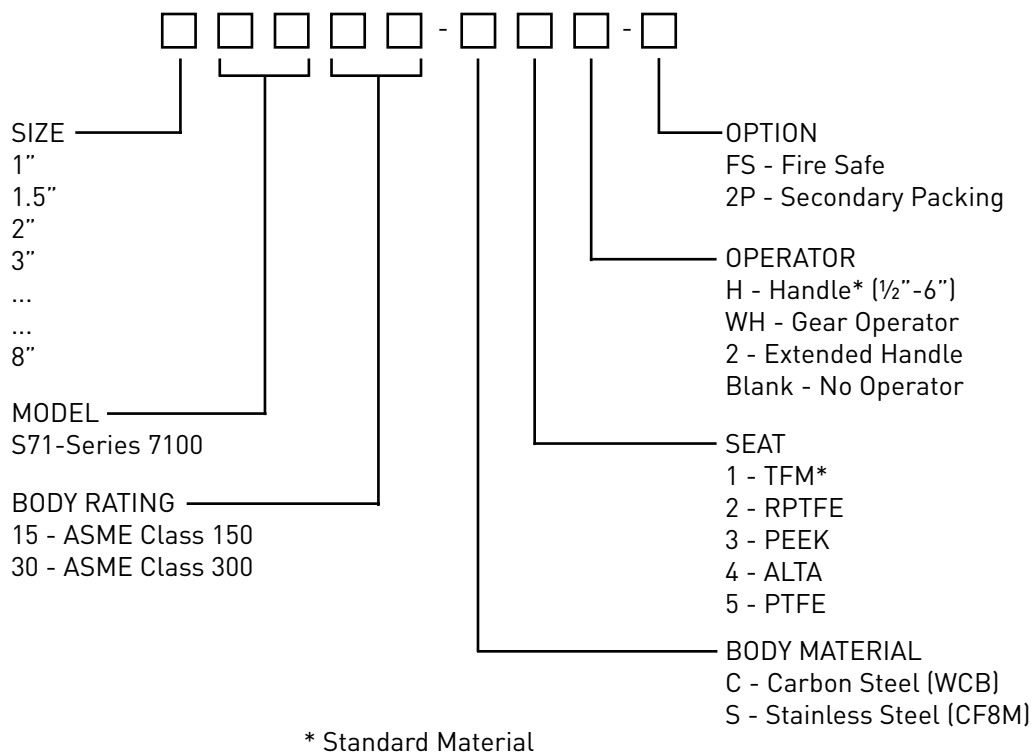 - -
SIZE
1”
1.5”
2”
3”
...
...
8”
MODEL
S71-Series 7100
BODY RATING
15 - ASME Class 150
30 - ASME Class 300
OPTION
FS - Fire Safe
2P - Secondary Packing
OPERATOR
H - Handle* (½”-6”)
WH - Gear Operator
2 - Extended Handle
Blank - No Operator
SEAT
1 - TFM*
2 - RPTFE
3 - PEEK
4 - ALTA
5 - PTFE
BODY MATERIAL
C - Carbon Steel (WCB)
S - Stainless Steel (CF8M)
* Standard Material